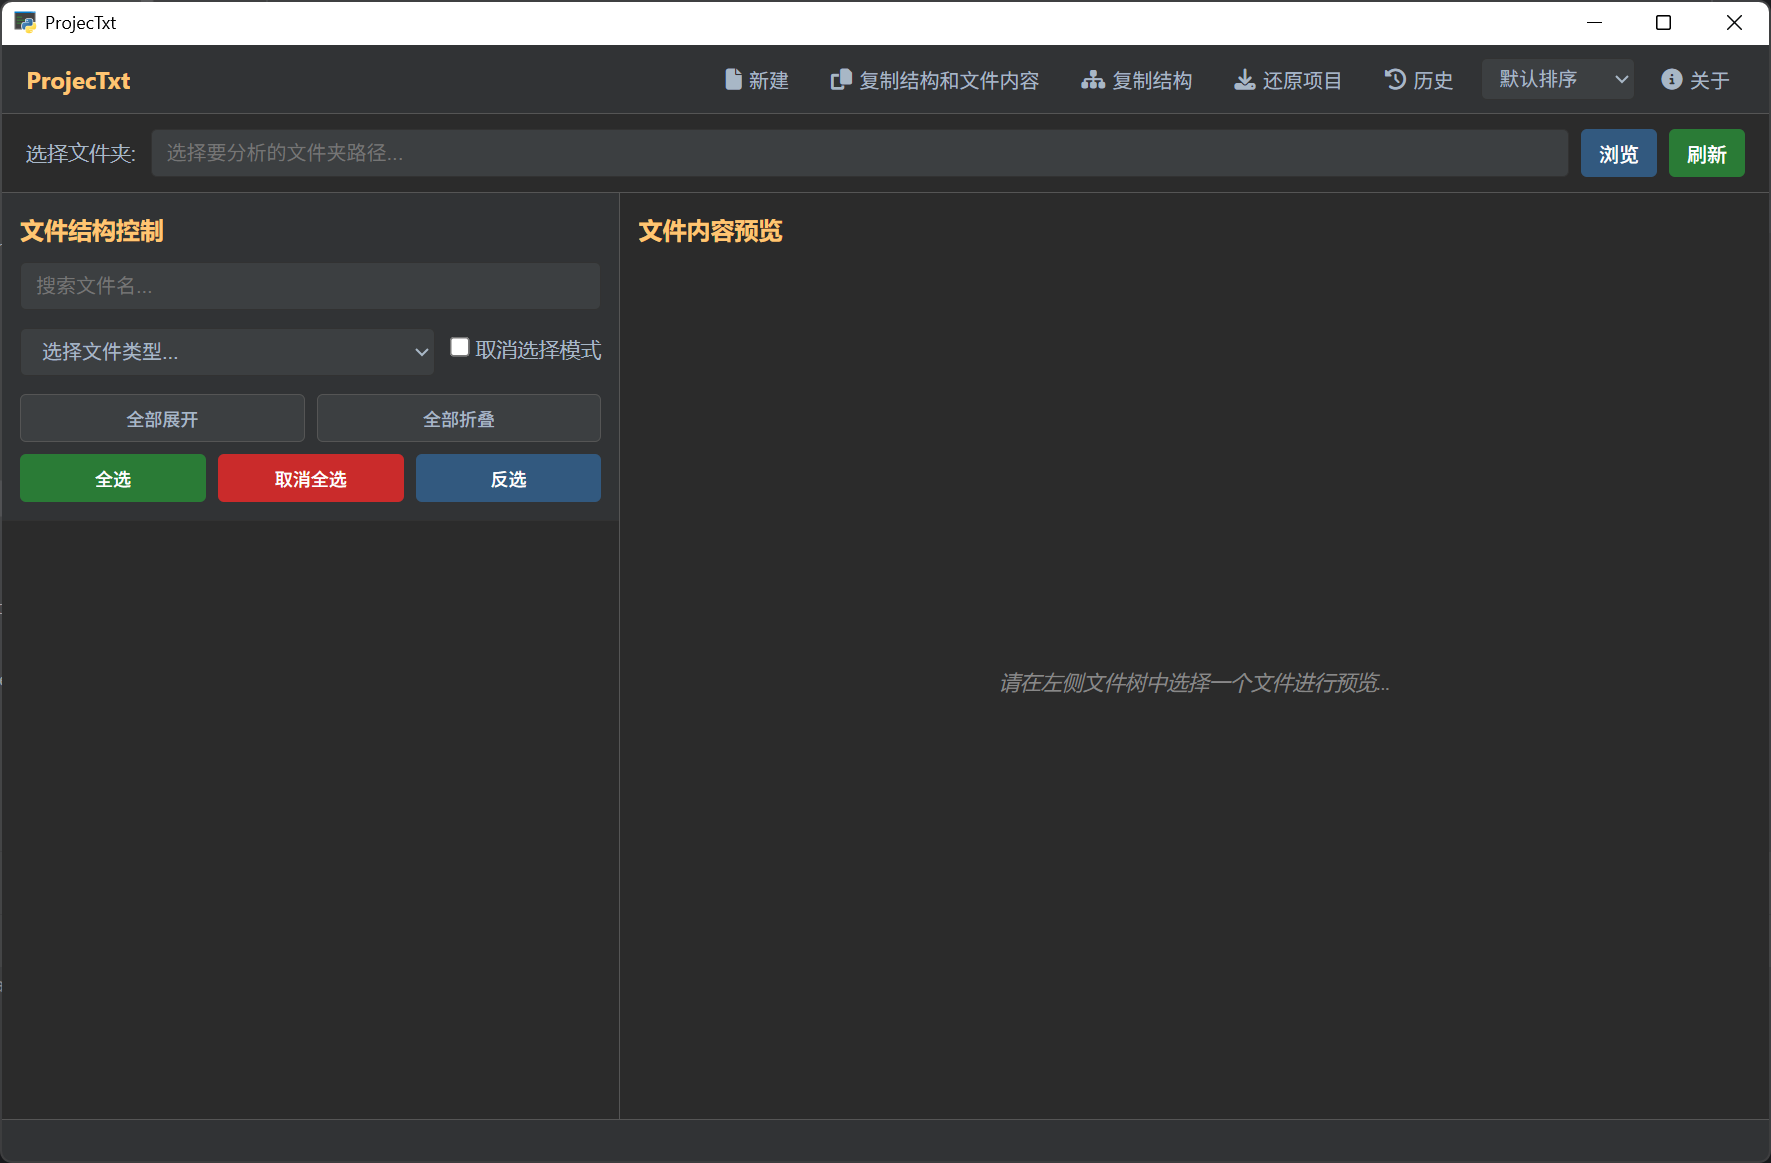 ProjecTxt
ProjecTxt
新建
复制结构和文件内容
复制结构
还原项目
历史
默认排序
关于
选择文件夹:
选择要分析的文件夹路径...
浏览
刷新
文件结构控制
搜索文件名...
选择文件类型...
取消选择模式
全部展开
全部折叠
全选
取消全选
反选
文件内容预览
请在左侧文件树中选择一个文件进行预览...